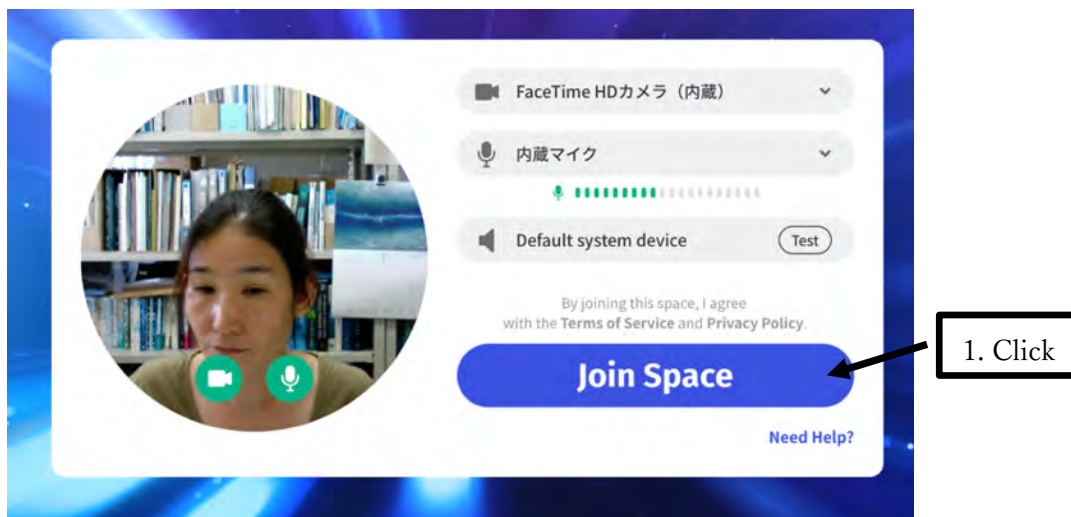 FaceTime HDカメラ（内蔵）
内蔵マイク
Default system device
Test
By joining this space, I agree
with the Terms of Service and Privacy Policy.
Join Space
Need Help?
1. Click